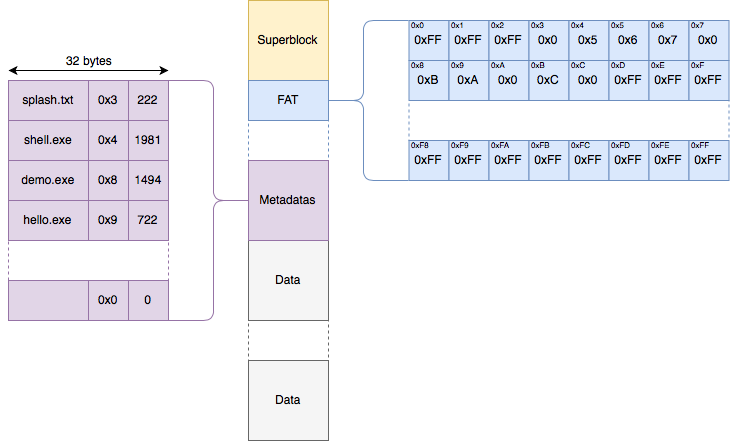 32 bytes
splash.txt 0x3 222
shell.exe 0x4 1981
demo.exe 0x8 1494
hello.exe 0x9 722
0x0 0
Superblock
FAT
Metadatas
Data
Data
0x0 0x1 0x2 0x3 0x4 0x5 0x6 0x7
0xFF 0xFF 0xFF 0x0 0x5 0x6 0x7 0x0
0x8 0x9 0xA 0xB 0xC 0xD 0xE 0xF
0xB 0xA 0x0 0xC 0x0 0xFF 0xFF 0xFF
0xF8 0xF9 0xFA 0xFB 0xFC 0xFD 0xFE 0xFF
0xFF 0xFF 0xFF 0xFF 0xFF 0xFF 0xFF 0xFF